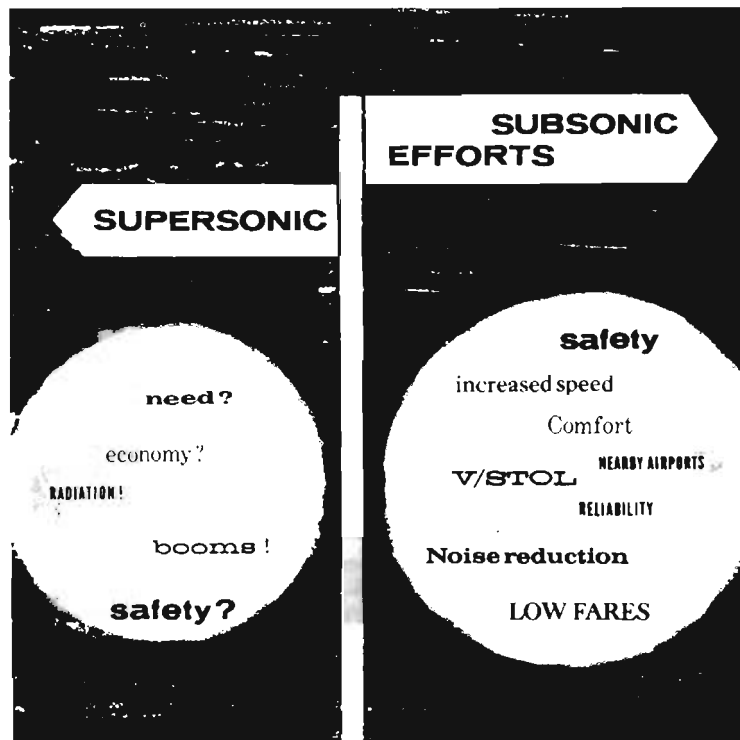 SUBSONIC
EFFORTS
SUPERSONIC
need?
economy?
RADIATION!
booms!
safety?
safety
increased speed
Comfort
V/STOL
NEARBY AIRPORTS
RELIABILITY
Noise reduction
LOW FARES